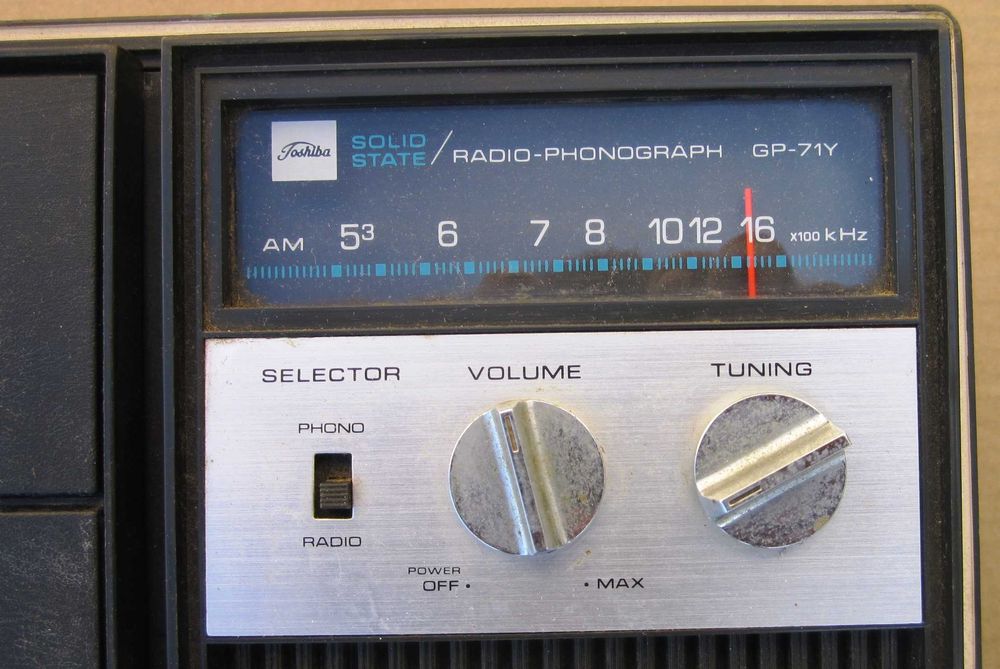 Toshiba
SOLID
STATE / RADIO-PHONOGRAPH GP-71Y
AM 5³ 6 7 8 10 12 16 x100 kHz
SELECTOR VOLUME TUNING
PHONO
RADIO
POWER
OFF • • MAX